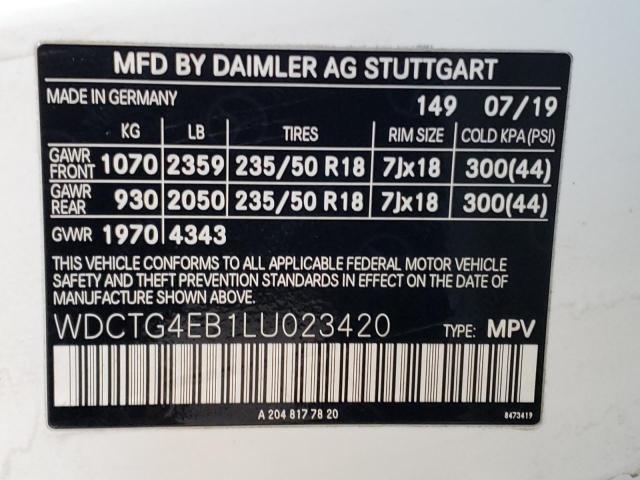 MFD BY DAIMLER AG STUTTGART
MADE IN GERMANY 149 07/19
KG LB TIRES RIM SIZE COLD KPA(PSI)
GAWR FRONT 1070 2359 235/50 R18 7Jx18 300(44)
GAWR REAR 930 2050 235/50 R18 7Jx18 300(44)
GVWR 1970 4343
THIS VEHICLE CONFORMS TO ALL APPLICABLE FEDERAL MOTOR VEHICLE
SAFETY AND THEFT PREVENTION STANDARDS IN EFFECT ON THE DATE OF
MANUFACTURE SHOWN ABOVE.
WDCTG4EB1LU023420 TYPE: MPV
A 204 817 78 20 8473419